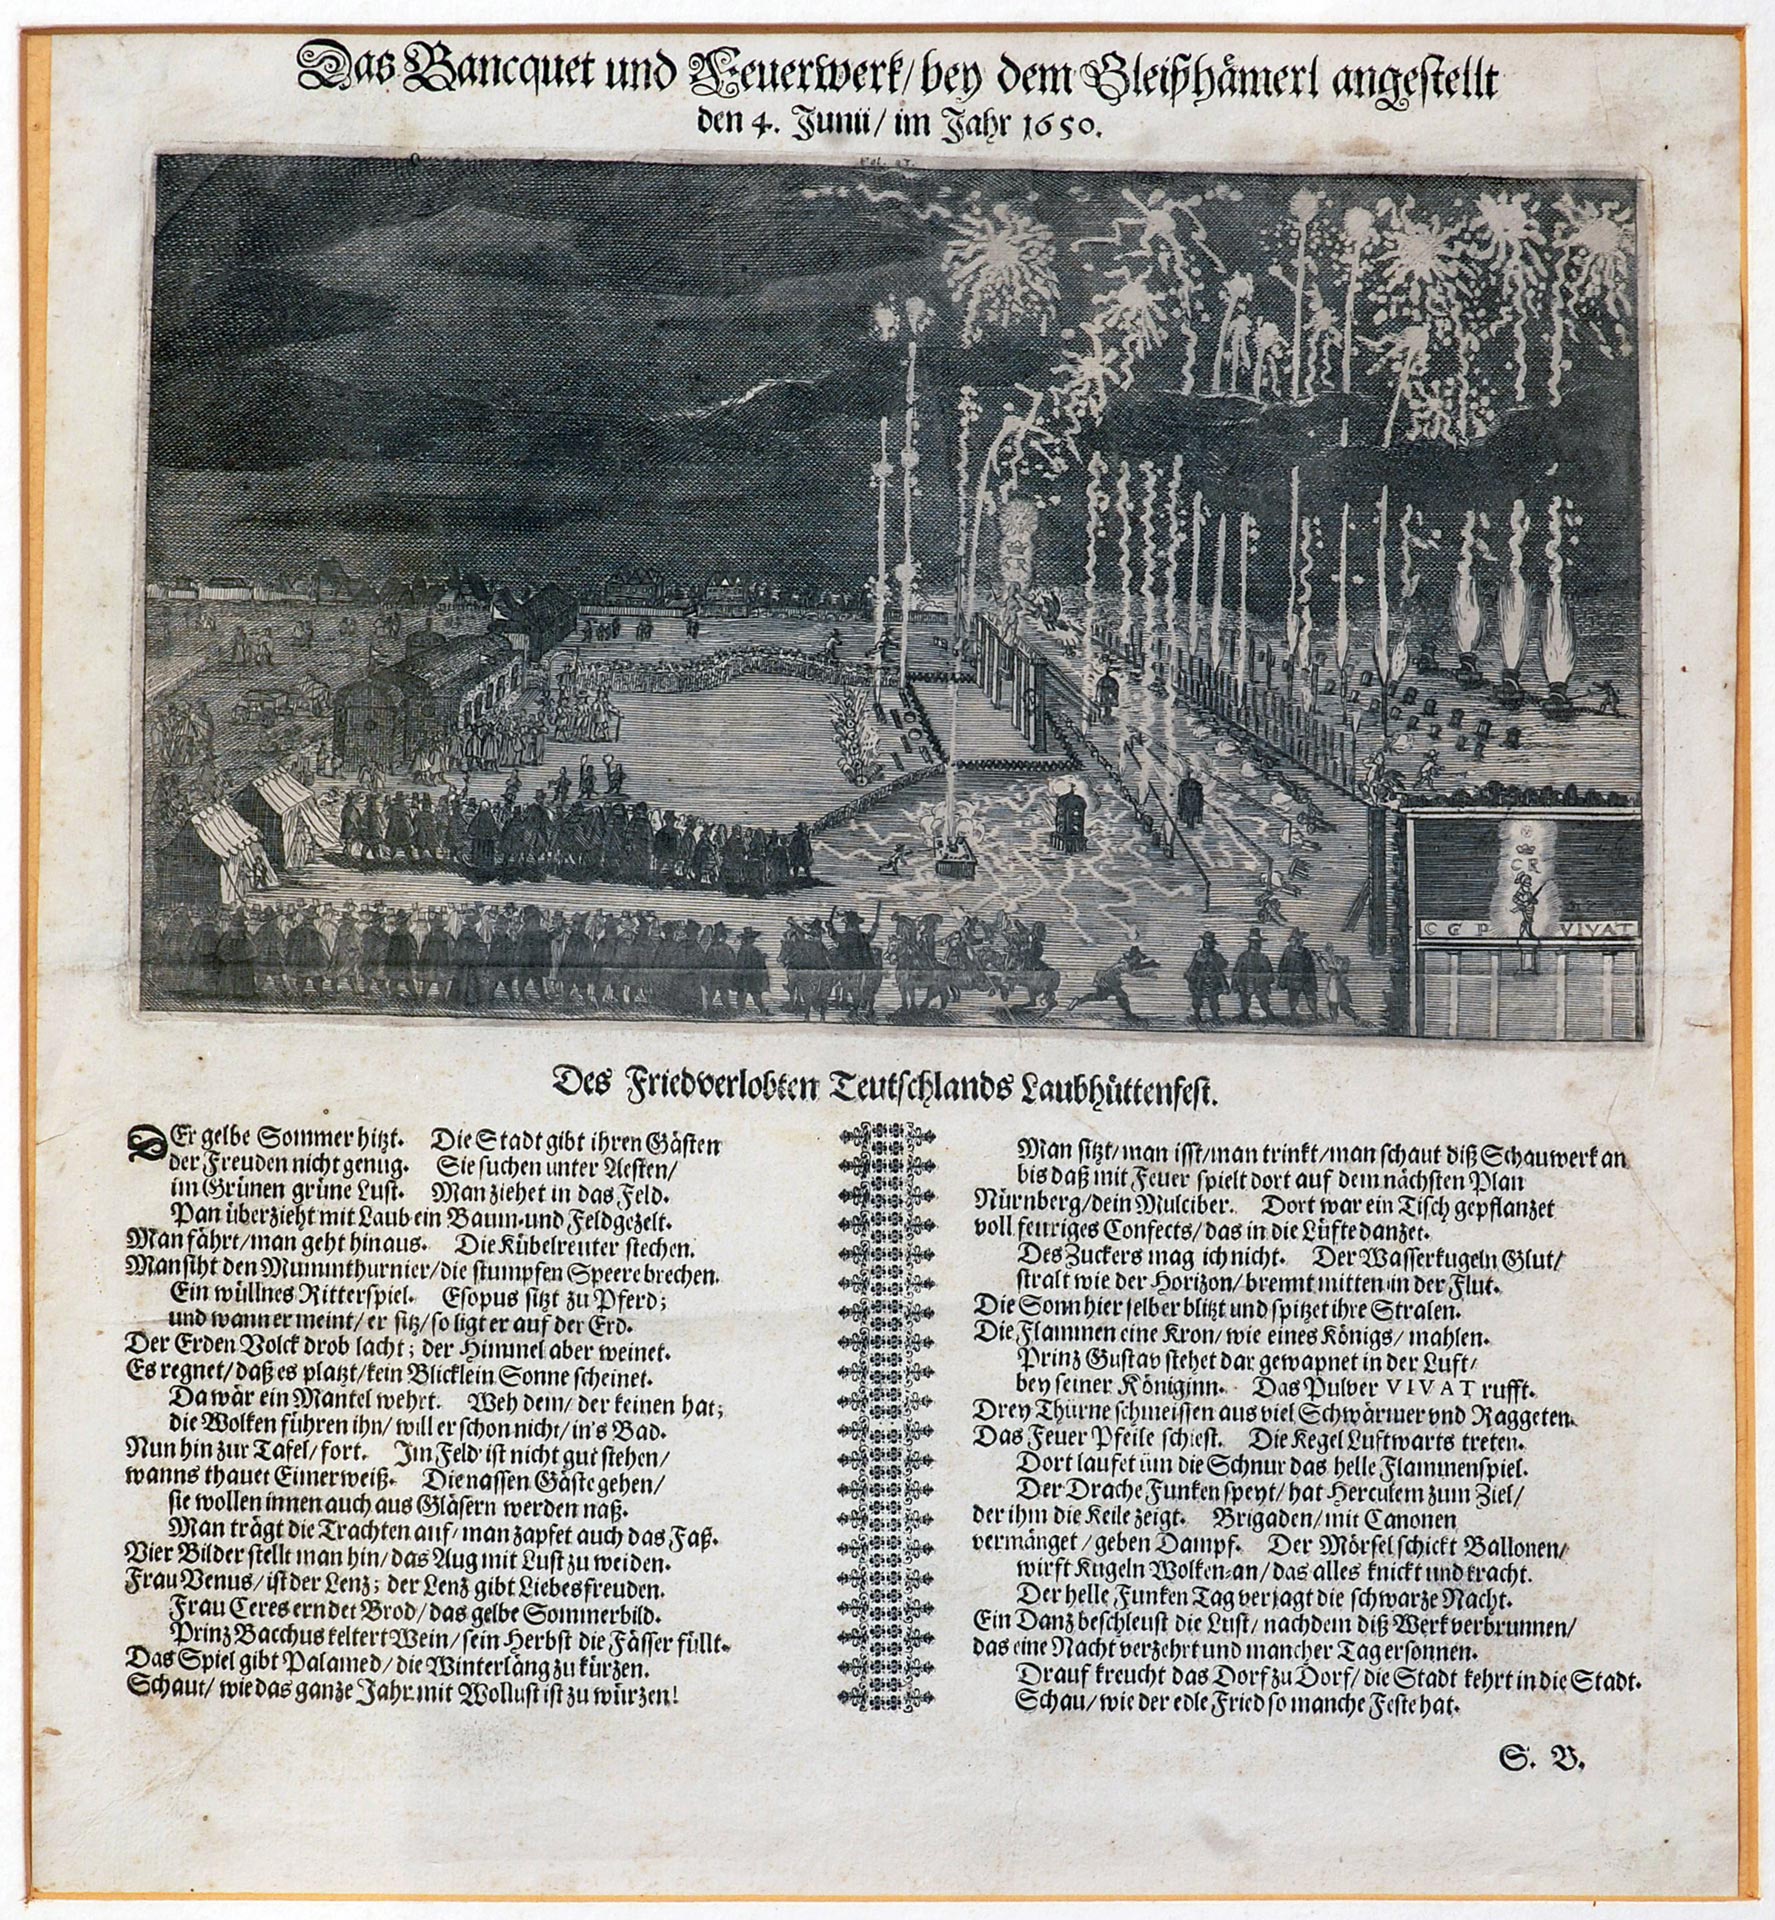 Das Bancquet und Feuerwerk/ bey dem Gleißhämerl angestellt
den 4. Junii/ im Jahr 1650.
C R
C R
C G P VIVAT
Des Friedverlobten Teutschlands Laubhüttenfest.
DEr gelbe Sommer hitzt. Die Stadt gibt ihren Gästen
der Freuden nicht genug. Sie suchen unter Aesten/
im Grünen grüne Lust. Man ziehet in das Feld.
Pan überzieht mit Laub ein Baum-und Feldgezelt.
Man fährt/ man geht hinaus. Die Kübelreuter stechen.
Man siht den Mummthurnier/ die stumpfen Speere brechen.
Ein wüllnes Ritterspiel. Esopus sitzt zu Pferd;
und wann er meint/ er sitz/ so ligt er auf der Erd.
Der Erden Volck drob lacht; der Himmel aber weinet.
Es regnet/ daß es platzt/ kein Blicklein Sonne scheinet.
Da wär ein Mantel wehrt. Weh dem/ der keinen hat;
die Wolken führen ihn/ will er schon nicht/ in's Bad.
Nun hin zur Tafel/ fort. Im Feld ist nicht gut stehen/
wanns thauet Eimerweiß. Die nassen Gäste gehen/
sie wollen innen auch aus Gläsern werden naß.
Man trägt die Trachten auf/ man zapfet auch das Faß.
Vier Bilder stellt man hin/ das Aug mit Lust zu weiden.
Frau Venus/ ist der Lenz; der Lenz gibt Liebesfreuden.
Frau Ceres erndet Brod/ das gelbe Sommerbild.
Prinz Bacchus keltert Wein/ sein Herbst die Fässer füllt.
Das Spiel gibt Palamed/ die Winterläng zu kürzen.
Schaut/ wie das ganze Jahr mit Wollust ist zu würzen!
Man sitzt/ man isst/ man trinkt/ man schaut diß Schauwerk an
bis daß mit Feuer spielt dort auf dem nächsten Plan
Nürnberg/ dein Mulciber. Dort war ein Tisch gepflanzet
voll feuriges Confects/ das in die Lüfte danzet.
Des Zuckers mag ich nicht. Der Wasserkugeln Glut/
stralt wie der Horizon/ brennt mitten in der Flut.
Die Sonn hier selber blitzt und spitzet ihre Stralen.
Die Flammen eine Kron/ wie eines Königs/ mahlen.
Prinz Gustav stehet dar gewapnet in der Luft/
bey seiner Königinn. Das Pulver VIVAT rufft.
Drey Thürne schmeissen aus viel Schwärmer vnd Raggeten.
Das Feuer Pfeile schiest. Die Kegel Luftwarts treten.
Dort laufet üm die Schnur das helle Flammenspiel.
Der Drache Funken speyt/ hat Herculem zum Ziel/
der ihm die Keile zeigt. Brigaden/ mit Canonen
vermänget/ geben Dampf. Der Mörsel schickt Ballonen/
wirft Kugeln Wolken-an/ das alles knickt und kracht.
Der helle Funken Tag verjagt die schwarze Nacht.
Ein Danz beschleust die Lust/ nachdem diß Werk verbrunnen/
das eine Nacht verzehrt und mancher Tag ersonnen.
Drauf kreucht das Dorf zu Dorf/ die Stadt kehrt in die Stadt.
Schau/ wie der edle Fried so manche Feste hat.
S. B.